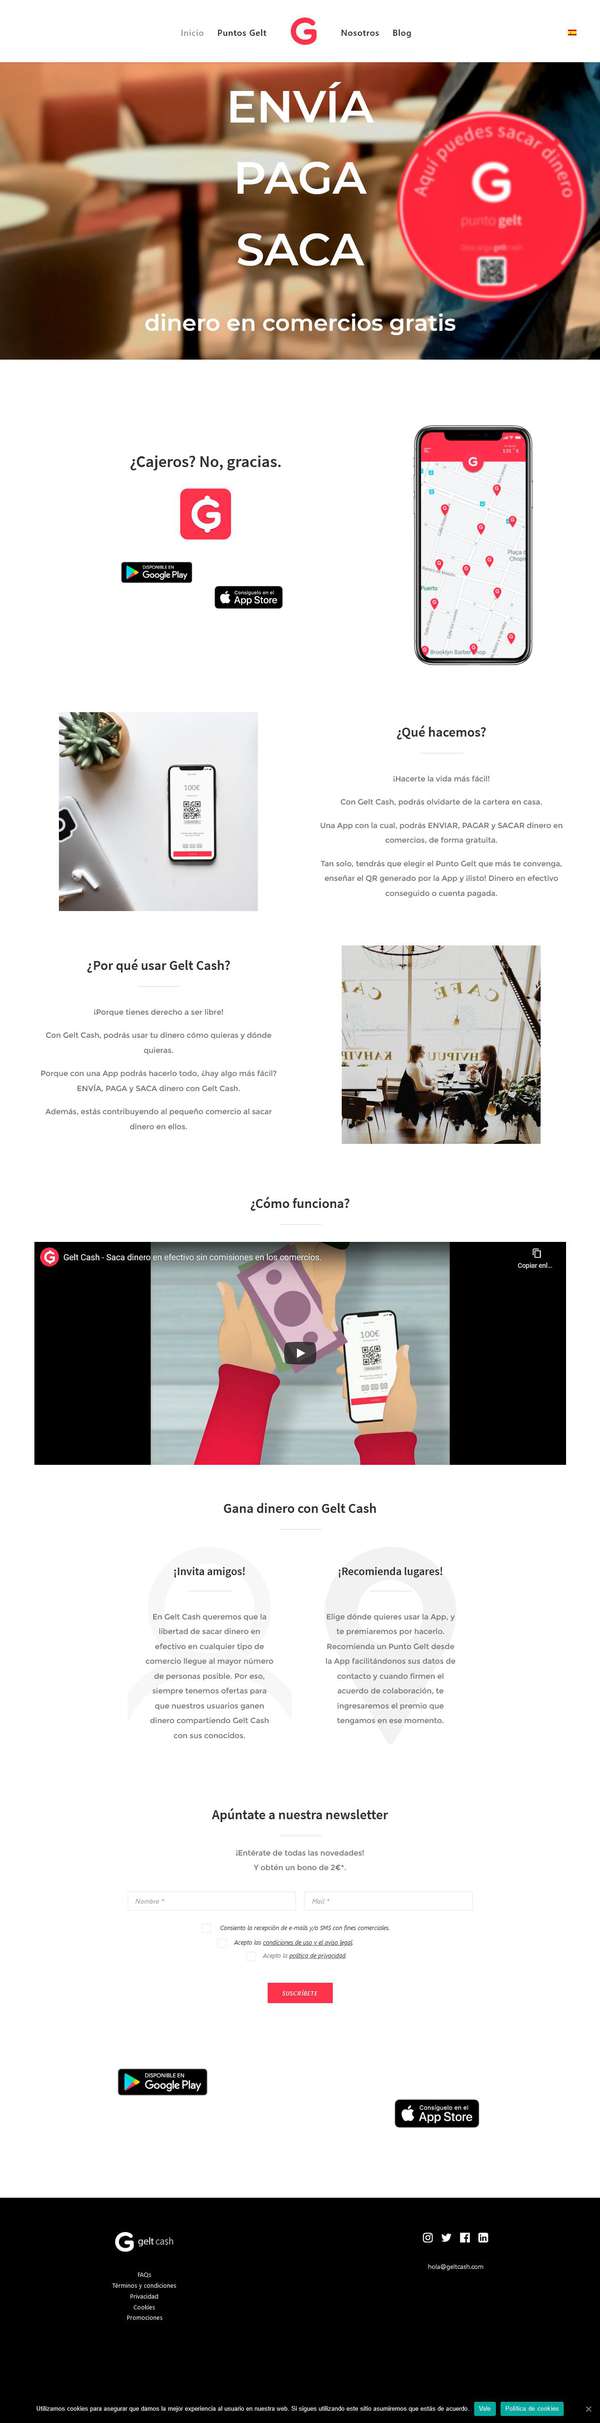 Inicio Puntos Gelt Nosotros Blog
ENVÍA
PAGA
SACA
dinero en comercios gratis
Aquí puedes sacar dinero
G
punto gelt
¿Cajeros? No, gracias.
DISPONIBLE EN
Google Play
Consíguelo en el
App Store
Plaça d
Chopin
Puerto
Brooklyn Barber Shop
¿Qué hacemos?
¡Hacerte la vida más fácil!
Con Gelt Cash, podrás olvidarte de la cartera en casa.
Una App con la cual, podrás ENVIAR, PAGAR y SACAR dinero en
comercios, de forma gratuita.
Tan solo, tendrás que elegir el Punto Gelt que más te convenga,
enseñar el QR generado por la App y ¡listo! Dinero en efectivo
conseguido o cuenta pagada.
100€
¿Por qué usar Gelt Cash?
¡Porque tienes derecho a ser libre!
Con Gelt Cash, podrás usar tu dinero cómo quieras y dónde
quieras.
Porque con una App podrás hacerlo todo, ¿hay algo más fácil?
ENVÍA, PAGA y SACA dinero con Gelt Cash.
Además, estás contribuyendo al pequeño comercio al sacar
dinero en ellos.
¿Cómo funciona?
Gelt Cash - Saca dinero en efectivo sin comisiones en los comercios.
Copiar enl...
100€
Gana dinero con Gelt Cash
¡Invita amigos!
En Gelt Cash queremos que la
libertad de sacar dinero en
efectivo en cualquier tipo de
comercio llegue al mayor número
de personas posible. Por eso,
siempre tenemos ofertas para
que nuestros usuarios ganen
dinero compartiendo Gelt Cash
con sus conocidos.
¡Recomienda lugares!
Elige dónde quieres usar la App, y
te premiaremos por hacerlo.
Recomienda un Punto Gelt desde
la App facilitándonos sus datos de
contacto y cuando firmen el
acuerdo de colaboración, te
ingresaremos el premio que
tengamos en ese momento.
Apúntate a nuestra newsletter
¡Entérate de todas las novedades!
Y obtén un bono de 2€*.
Nombre * Mail *
Consiento la recepción de e-mails y/o SMS con fines comerciales.
Acepto las condiciones de uso y el aviso legal.
Acepto la política de privacidad.
SUSCRÍBETE
DISPONIBLE EN
Google Play
Consíguelo en el
App Store
gelt cash
FAQs
Términos y condiciones
Privacidad
Cookies
Promociones
hola@geltcash.com
Utilizamos cookies para asegurar que damos la mejor experiencia al usuario en nuestra web. Si sigues utilizando este sitio asumiremos que estás de acuerdo. Vale Política de cookies